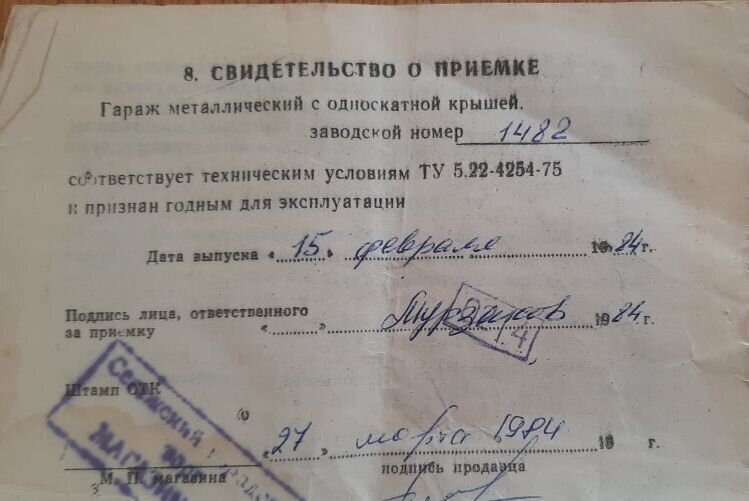 8. СВИДЕТЕЛЬСТВО О ПРИЕМКЕ
Гараж металлический с односкатной крышей,
заводской номер 1482
соответствует техническим условиям ТУ 5.22-4254-75
и признан годным для эксплуатации
Дата выпуска «15» февраля 1984 г.
Подпись лица, ответственного
за приемку «......» 1984 г.
Штамп ОТК
«27» марта 1984 19 г.
М. П. магазина подпись продавца